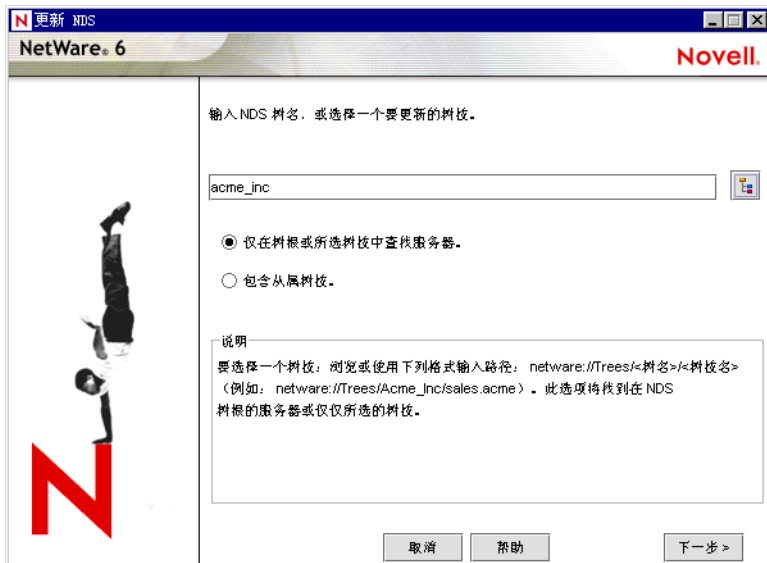 更新 NDS
NetWare® 6
Novell®
输入NDS 树名，或选择一个要更新的树枝。
acme_inc
仅在树根或所选树枝中查找服务器。
包含从属树枝。
说明
要选择一个树枝：浏览或使用下列格式输入路径： netware://Trees/<树名>/<树枝名>
（例如： netware://Trees/Acme_Inc/sales.acme）。此选项将找到在 NDS
树根的服务器或仅仅所选的树枝。
取消
帮助
下一步 >